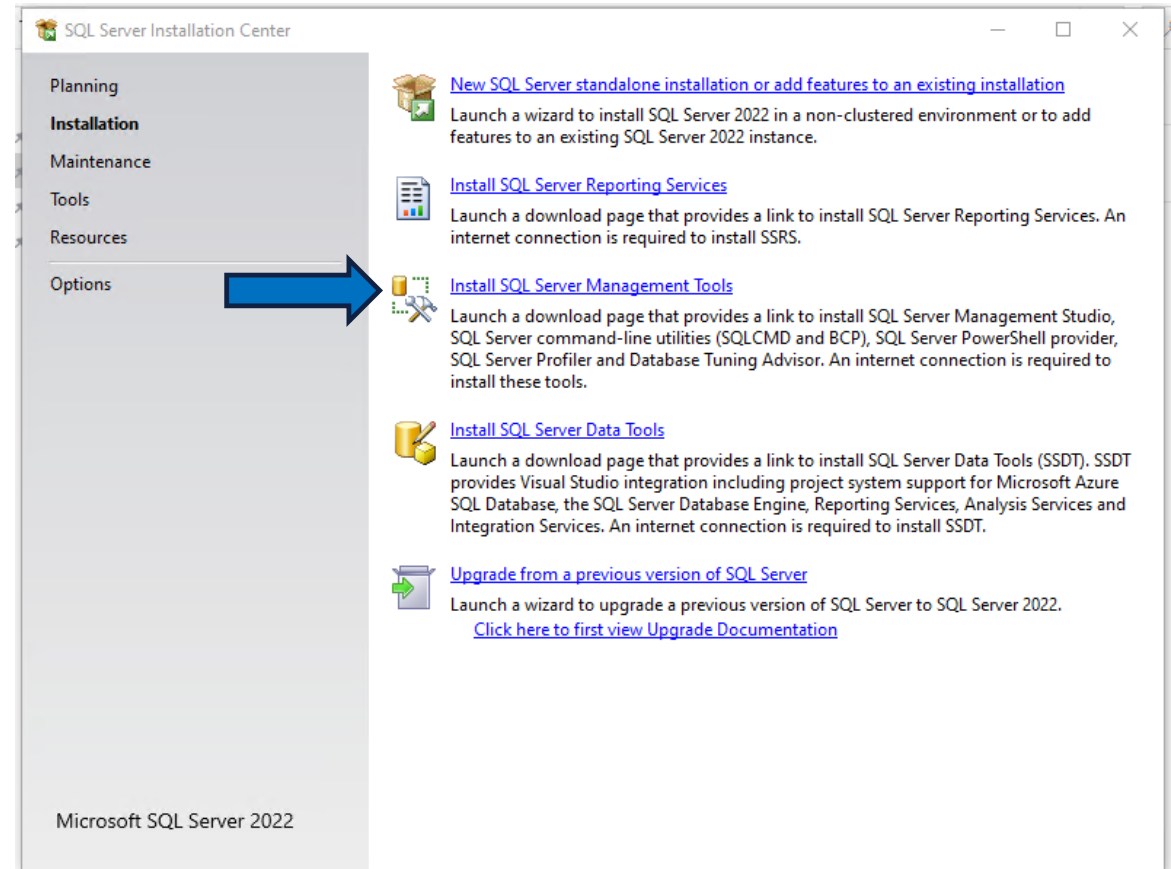 SQL Server Installation Center
Planning
Installation
Maintenance
Tools
Resources
Options
New SQL Server standalone installation or add features to an existing installation
Launch a wizard to install SQL Server 2022 in a non-clustered environment or to add
features to an existing SQL Server 2022 instance.
Install SQL Server Reporting Services
Launch a download page that provides a link to install SQL Server Reporting Services. An
internet connection is required to install SSRS.
Install SQL Server Management Tools
Launch a download page that provides a link to install SQL Server Management Studio,
SQL Server command-line utilities (SQLCMD and BCP), SQL Server PowerShell provider,
SQL Server Profiler and Database Tuning Advisor. An internet connection is required to
install these tools.
Install SQL Server Data Tools
Launch a download page that provides a link to install SQL Server Data Tools (SSDT). SSDT
provides Visual Studio integration including project system support for Microsoft Azure
SQL Database, the SQL Server Database Engine, Reporting Services, Analysis Services and
Integration Services. An internet connection is required to install SSDT.
Upgrade from a previous version of SQL Server
Launch a wizard to upgrade a previous version of SQL Server to SQL Server 2022.
Click here to first view Upgrade Documentation
Microsoft SQL Server 2022